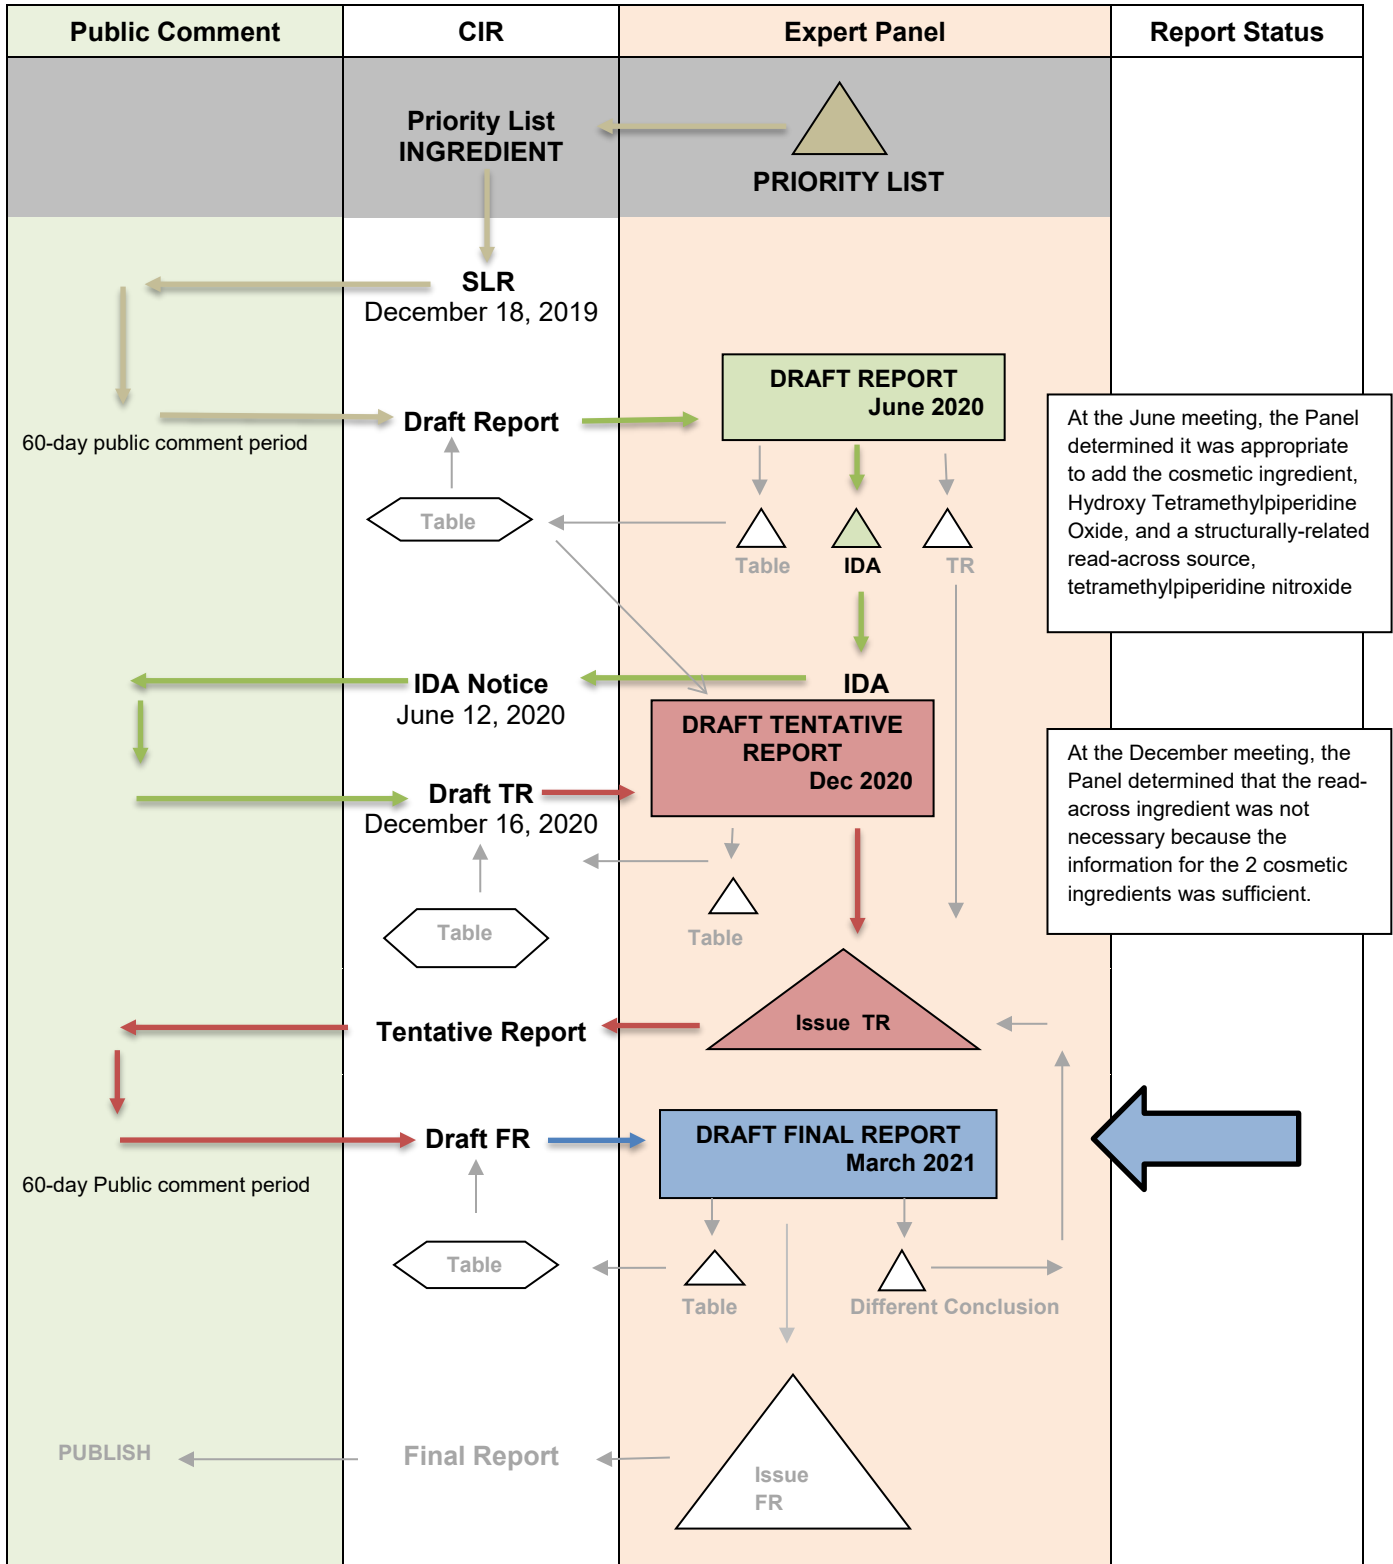 Public Comment
CIR
Expert Panel
Report Status
Priority List
INGREDIENT
PRIORITY LIST
SLR
December 18, 2019
60-day public comment period
Draft Report
DRAFT REPORT
June 2020
Table
Table
IDA
TR
At the June meeting, the Panel
determined it was appropriate
to add the cosmetic ingredient,
Hydroxy Tetramethylpiperidine
Oxide, and a structurally-related
read-across source,
tetramethylpiperidine nitroxide
IDA Notice
June 12, 2020
IDA
DRAFT TENTATIVE
REPORT
Dec 2020
Draft TR
December 16, 2020
Table
Table
At the December meeting, the
Panel determined that the read-
across ingredient was not
necessary because the
information for the 2 cosmetic
ingredients was sufficient.
Tentative Report
Issue TR
60-day Public comment period
Draft FR
DRAFT FINAL REPORT
March 2021
Table
Table
Different Conclusion
PUBLISH
Final Report
Issue
FR